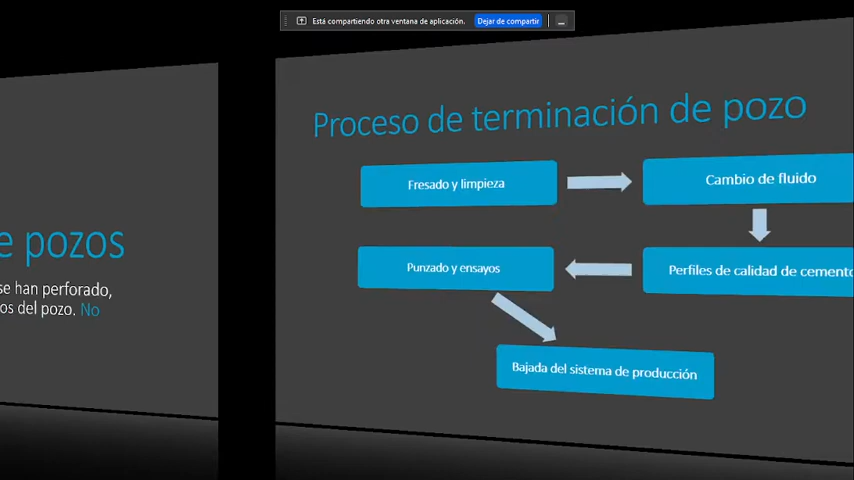 Está compartiendo otra ventana de aplicación. Dejar de compartir
e pozos
se han perforado,
os del pozo. No
Proceso de terminación de pozo
Fresado y limpieza
Cambio de fluido
Punzado y ensayos
Perfiles de calidad de cemento
Bajada del sistema de producción